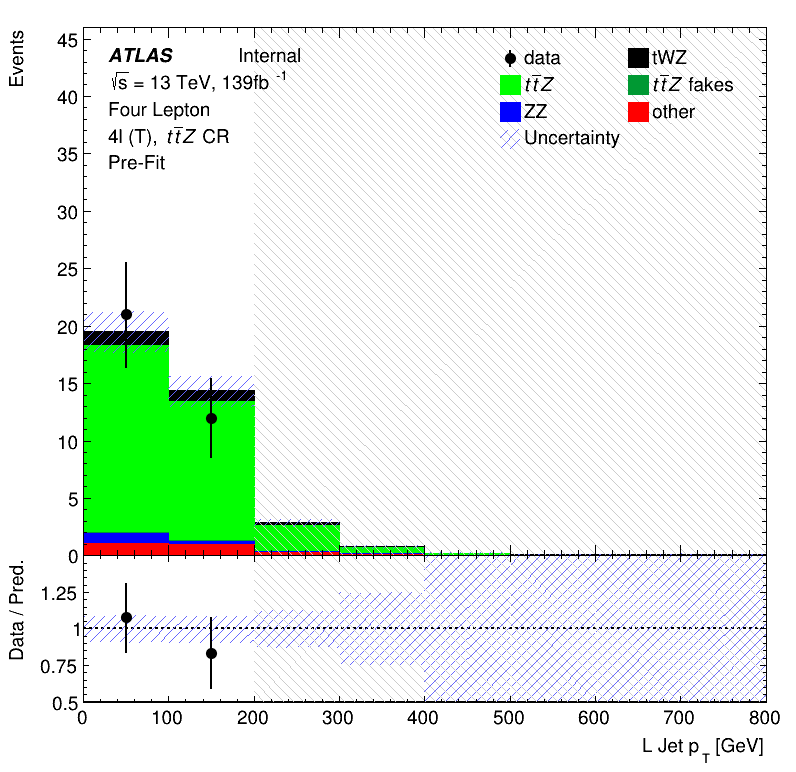 Events
45
40
35
30
25
20
15
10
5
0
ATLAS Internal
√s = 13 TeV, 139fb⁻¹
Four Lepton
4l (T), tt̄Z CR
Pre-Fit
data
tWZ
tt̄Z
tt̄Z fakes
ZZ
other
Uncertainty
Data / Pred.
1.25
1
0.75
0.5
0 100 200 300 400 500 600 700 800
L Jet p_T [GeV]